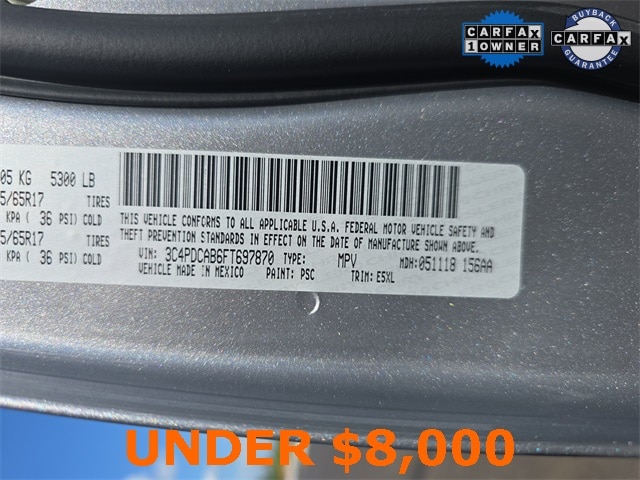 CARFAX
1 OWNER
BUYBACK
CARFAX
GUARANTEE
05 KG 5300 LB
5/65R17 TIRES
KPA ( 36 PSI) COLD
5/65R17 TIRES
KPA ( 36 PSI) COLD
THIS VEHICLE CONFORMS TO ALL APPLICABLE U.S.A. FEDERAL MOTOR VEHICLE SAFETY AND
THEFT PREVENTION STANDARDS IN EFFECT ON THE DATE OF MANUFACTURE SHOWN ABOVE.
VIN: 3C4PDCAB6FT697870 TYPE: MPV MDH:051118 156AA
VEHICLE MADE IN MEXICO PAINT: PSC TRIM: E5XL
UNDER $8,000